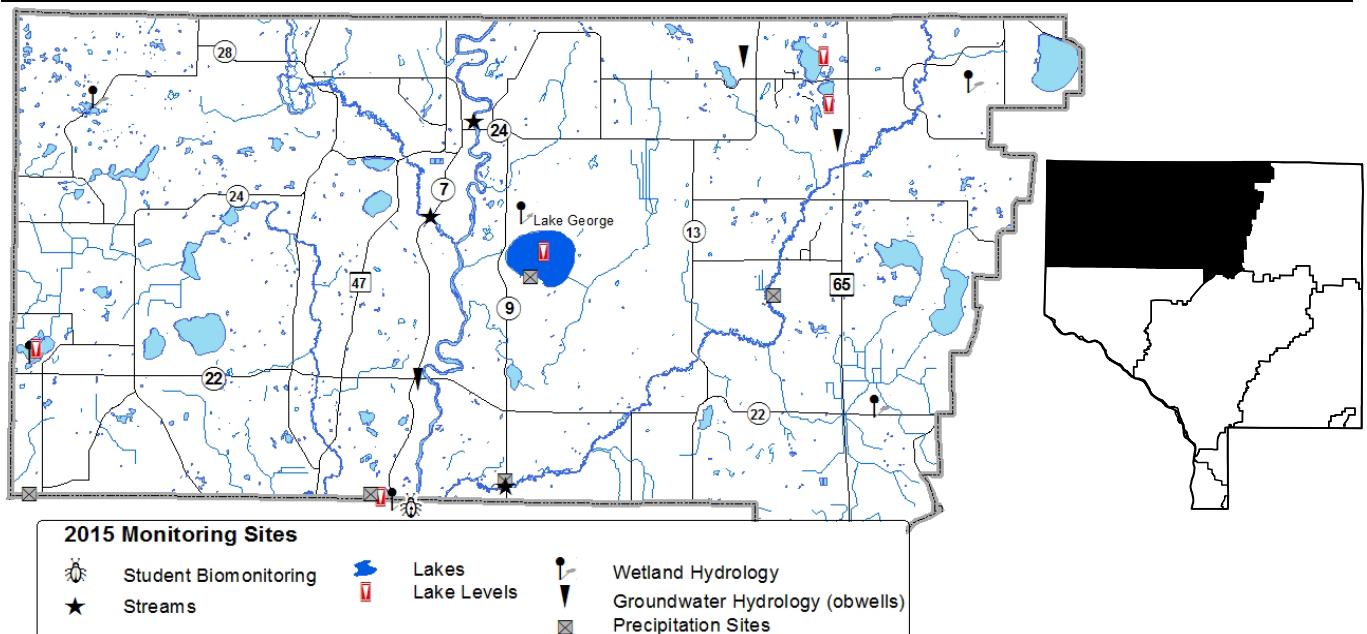 28
24
7
24
Lake George
13
47
65
9
22
22
2015 Monitoring Sites
Student Biomonitoring
Streams
Lakes
Lake Levels
Wetland Hydrology
Groundwater Hydrology (obwells)
Precipitation Sites